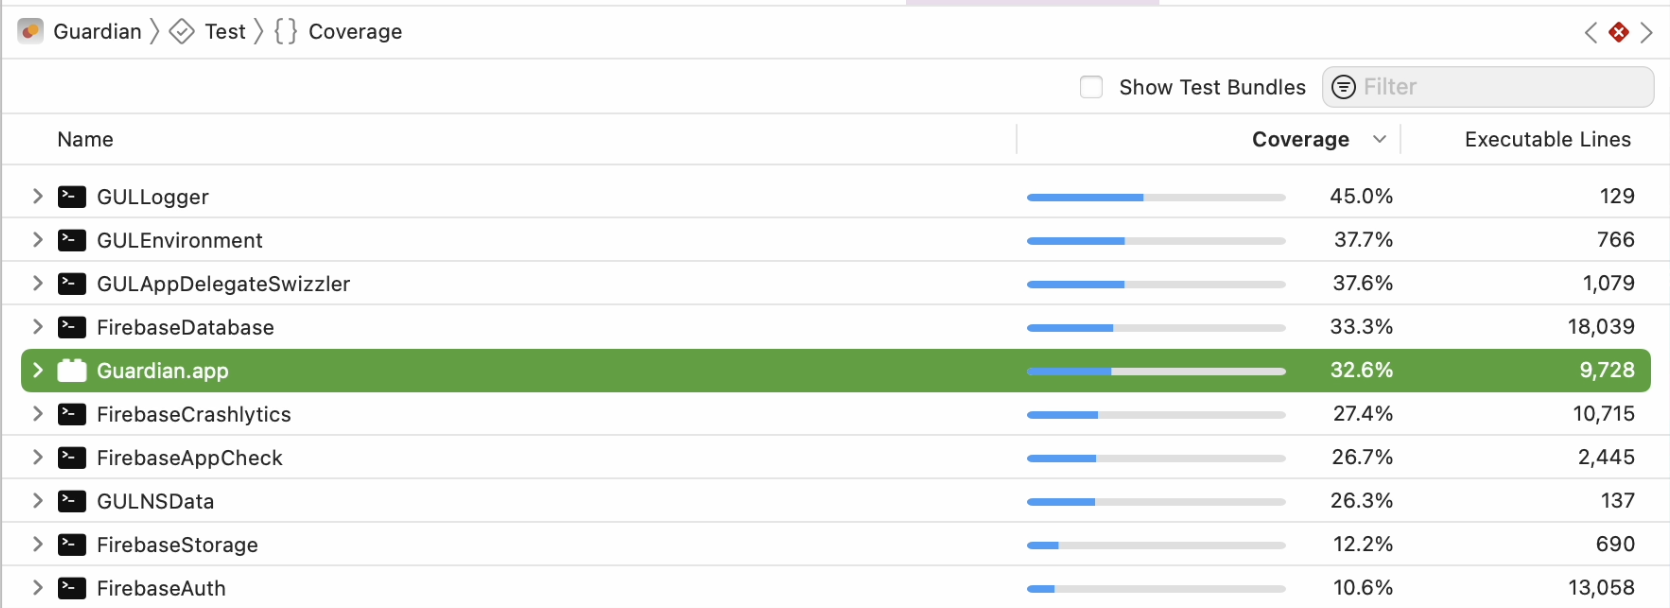 Guardian Test {} Coverage
Show Test Bundles Filter
Name Coverage Executable Lines
GULLogger 45.0% 129
GULEnvironment 37.7% 766
GULAppDelegateSwizzler 37.6% 1,079
FirebaseDatabase 33.3% 18,039
Guardian.app 32.6% 9,728
FirebaseCrashlytics 27.4% 10,715
FirebaseAppCheck 26.7% 2,445
GULNSData 26.3% 137
FirebaseStorage 12.2% 690
FirebaseAuth 10.6% 13,058